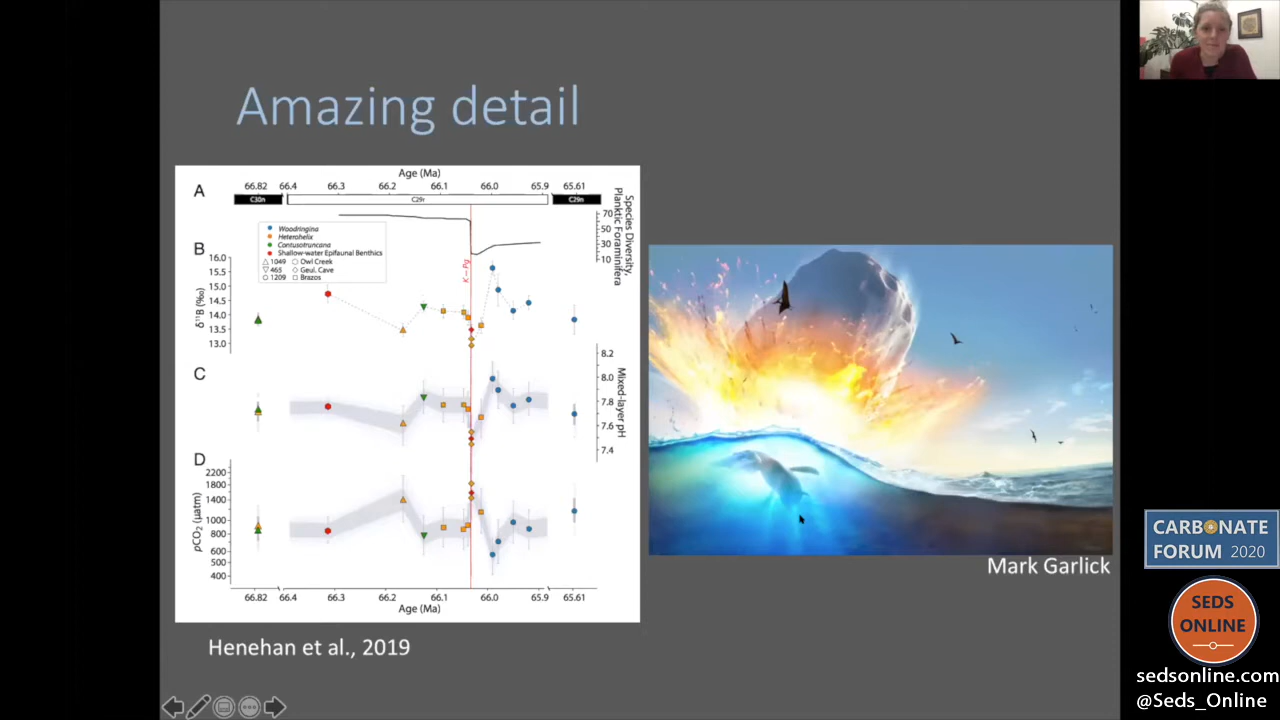 Amazing detail
Age (Ma)
66.82 66.4 66.3 66.2 66.1 66.0 65.9 65.61
A
C30n C29r C29n
Species Diversity,
Planktic Foraminifera
70
50
30
10
Woodringina
Heterohelix
Contusotruncana
Shallow-water Epifaunal Benthics
1049 Owl Creek
465 Geul. Cave
1209 Brazos
K–Pg
B
δ11B (‰)
16.0
15.5
15.0
14.5
14.0
13.5
13.0
C
Mixed-layer pH
8.2
8.0
7.8
7.6
7.4
D
pCO2 (µatm)
2200
1800
1400
1000
800
600
500
400
66.82 66.4 66.3 66.2 66.1 66.0 65.9 65.61
Age (Ma)
Henehan et al., 2019
Mark Garlick
CARBONATE
FORUM 2020
SEDS
ONLINE
sedsonline.com
@Seds_Online